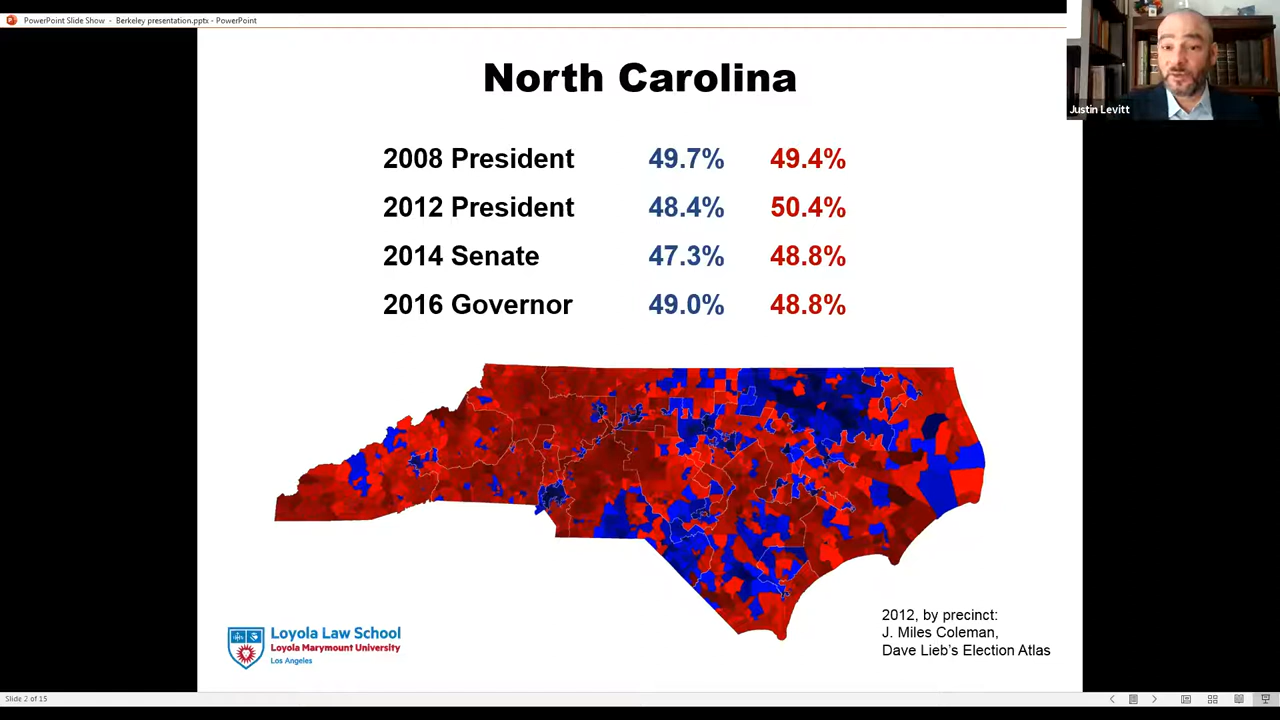 PowerPoint Slide Show - Berkeley presentation.pptx - PowerPoint
Justin Levitt
North Carolina
2008 President 49.7% 49.4%
2012 President 48.4% 50.4%
2014 Senate 47.3% 48.8%
2016 Governor 49.0% 48.8%
2012, by precinct:
J. Miles Coleman,
Dave Lieb's Election Atlas
Loyola Law School
Loyola Marymount University
Los Angeles
Slide 2 of 15